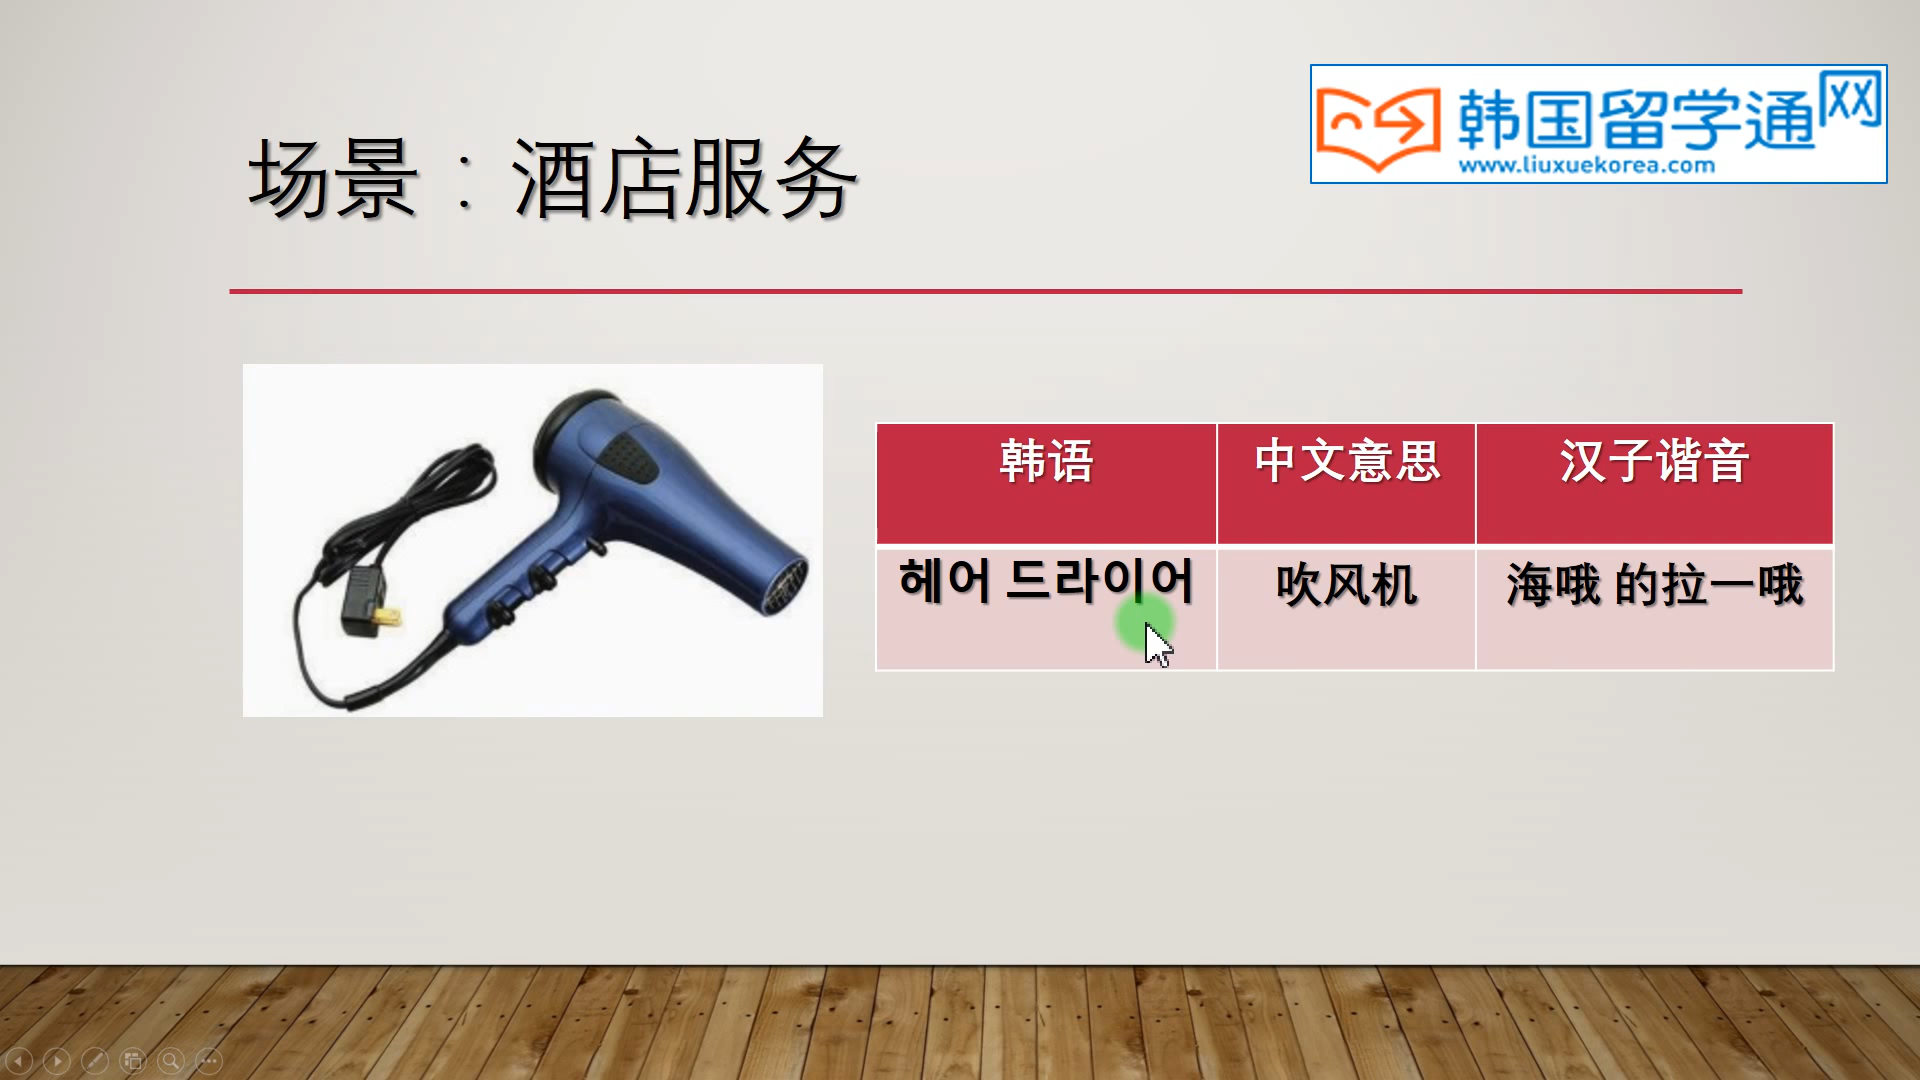 场景：酒店服务
韩国留学通网
www.liuxuekorea.com
韩语 中文意思 汉子谐音
헤어 드라이어 吹风机 海哦 的拉一哦